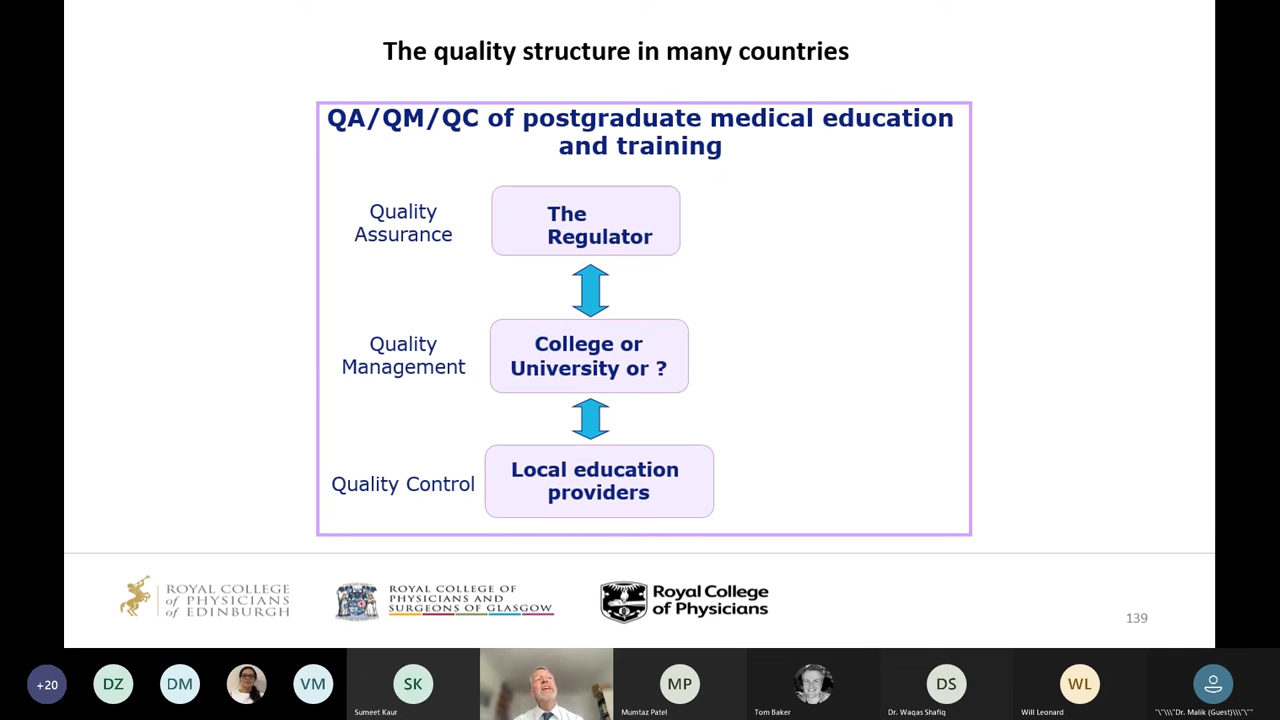 The quality structure in many countries
QA/QM/QC of postgraduate medical education
and training
Quality
Assurance
The
Regulator
Quality
Management
College or
University or ?
Quality Control
Local education
providers
ROYAL COLLEGE
of PHYSICIANS
of EDINBURGH
ROYAL COLLEGE OF
PHYSICIANS AND
SURGEONS OF GLASGOW
Royal College
of Physicians
139
+20
DZ
DM
VM
SK
Sumeet Kaur
MP
Mumtaz Patel
Tom Baker
DS
Dr. Waqas Shafiq
WL
Will Leonard
"\"\\\"Dr. Malik (Guest)\\\"\""